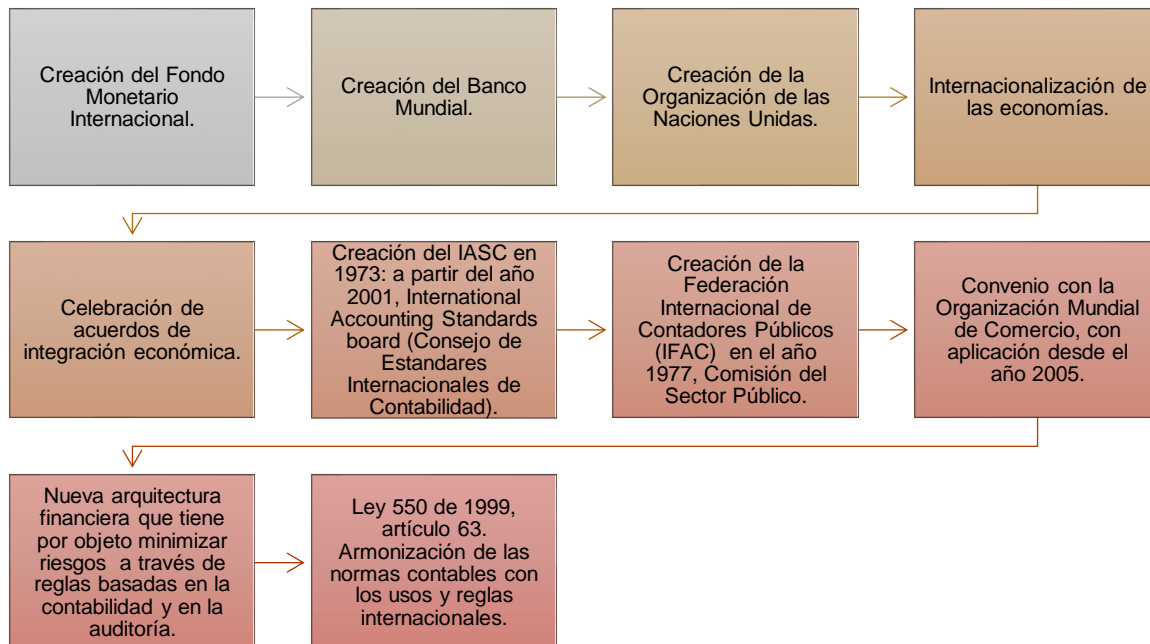 Creación del Fondo
Monetario
Internacional.
Creación del Banco
Mundial.
Creación de la
Organización de las
Naciones Unidas.
Internacionalización de
las economías.
Celebración de
acuerdos de
integración económica.
Creación del IASC en
1973: a partir del año
2001, International
Accounting Standards
board (Consejo de
Estandares
Internacionales de
Contabilidad).
Creación de la
Federación
Internacional de
Contadores Públicos
(IFAC) en el año
1977, Comisión del
Sector Público.
Convenio con la
Organización Mundial
de Comercio, con
aplicación desde el
año 2005.
Nueva arquitectura
financiera que tiene
por objeto minimizar
riesgos a través de
reglas basadas en la
contabilidad y en la
auditoría.
Ley 550 de 1999,
artículo 63.
Armonización de las
normas contables con
los usos y reglas
internacionales.